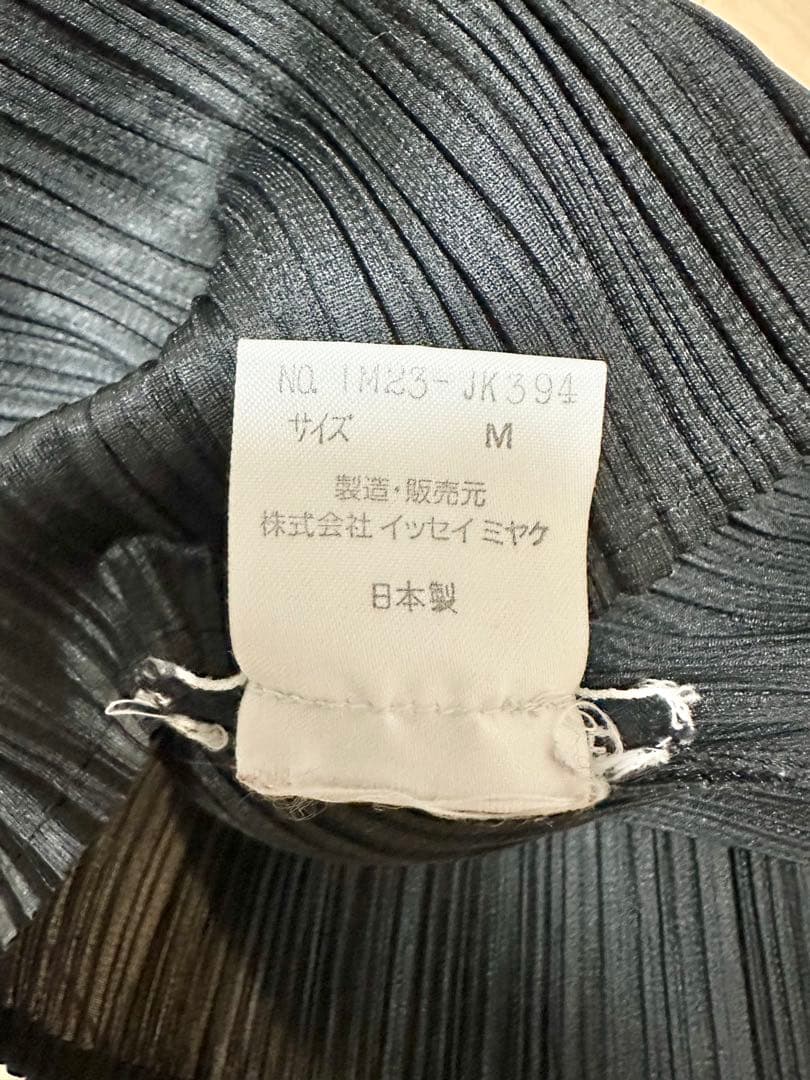 NO. IM23-JK394
サイズ M
製造・販売元
株式会社 イッセイ ミヤケ
日本製